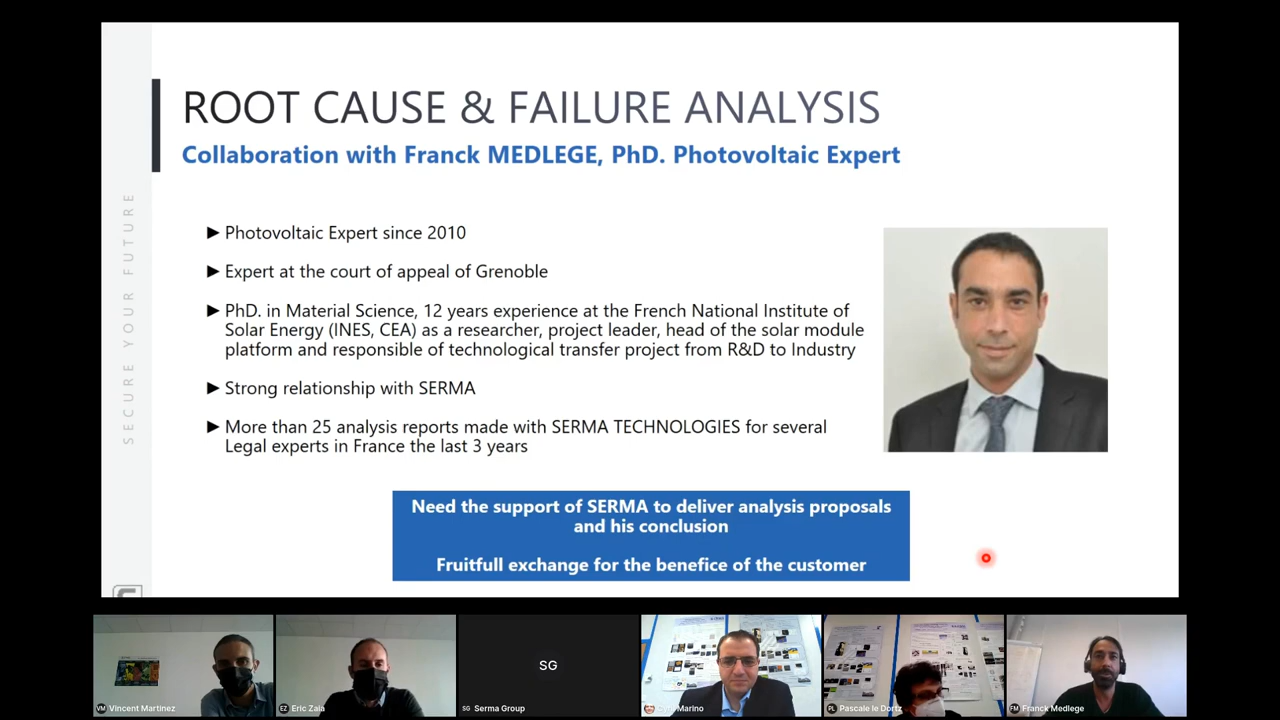 ROOT CAUSE & FAILURE ANALYSIS
Collaboration with Franck MEDLEGE, PhD. Photovoltaic Expert
SECURE YOUR FUTURE
► Photovoltaic Expert since 2010
► Expert at the court of appeal of Grenoble
► PhD. in Material Science, 12 years experience at the French National Institute of
Solar Energy (INES, CEA) as a researcher, project leader, head of the solar module
platform and responsible of technological transfer project from R&D to Industry
► Strong relationship with SERMA
► More than 25 analysis reports made with SERMA TECHNOLOGIES for several
Legal experts in France the last 3 years
Need the support of SERMA to deliver analysis proposals
and his conclusion
Fruitfull exchange for the benefice of the customer
SG
VM Vincent Martinez
EZ Eric Zaia
SG Serma Group
Marino
PL Pascale le Dortz
FM Franck Medlege